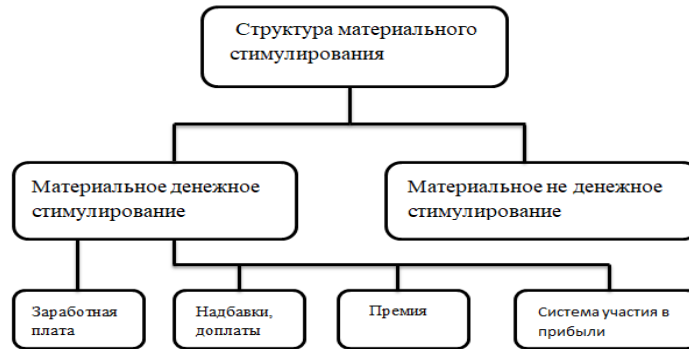 Структура материального
стимулирования
Материальное денежное
стимулирование
Материальное не денежное
стимулирование
Заработная
плата
Надбавки,
доплаты
Премия
Система участия в
прибыли